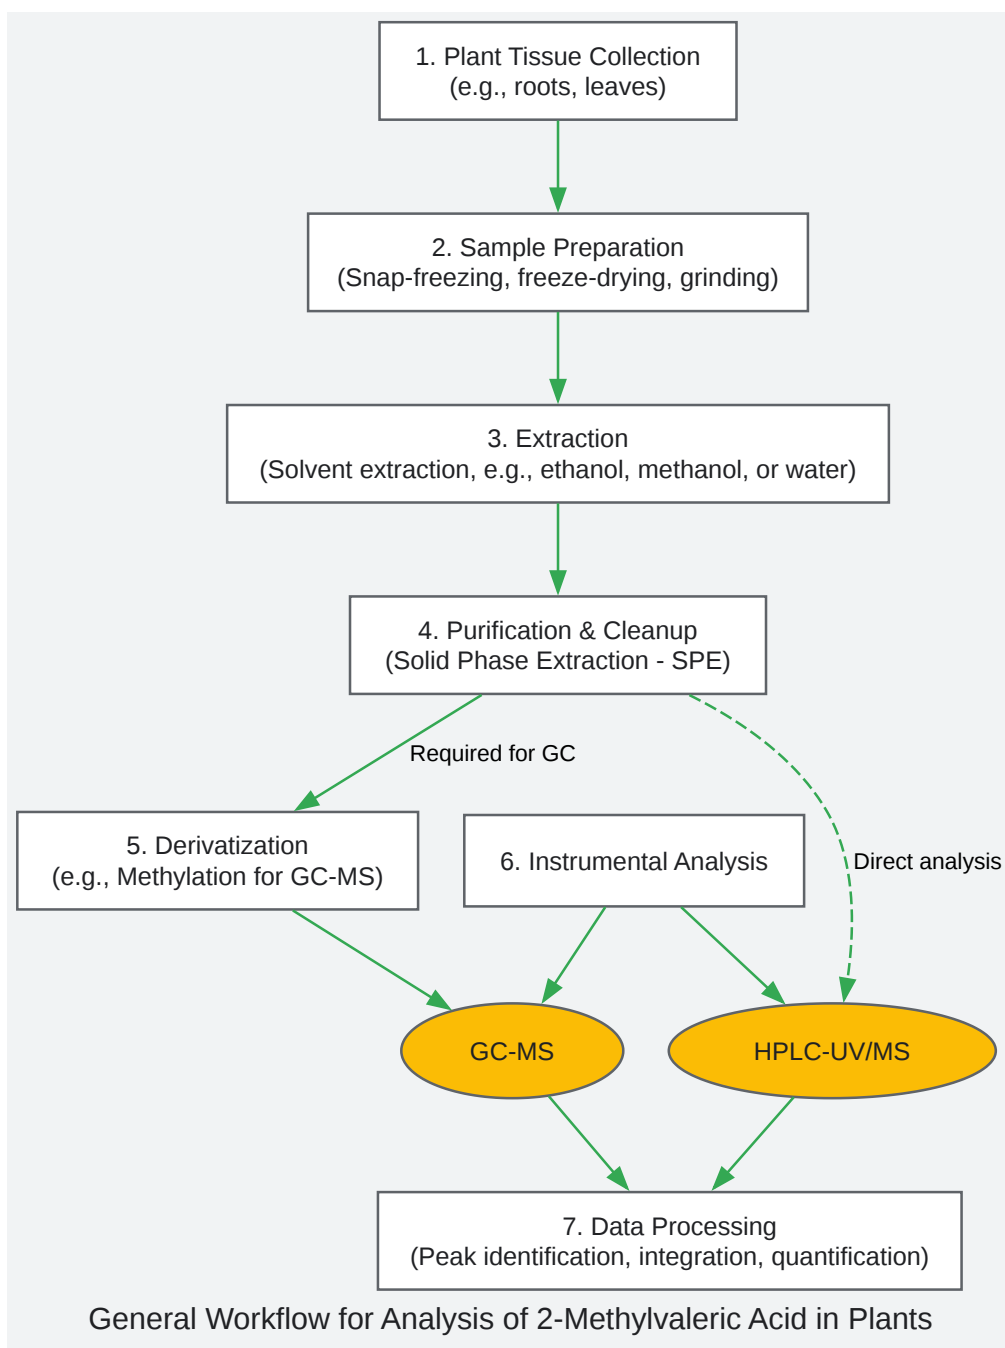 1. Plant Tissue Collection
(e.g., roots, leaves)
2. Sample Preparation
(Snap-freezing, freeze-drying, grinding)
3. Extraction
(Solvent extraction, e.g., ethanol, methanol, or water)
4. Purification & Cleanup
(Solid Phase Extraction - SPE)
Required for GC
5. Derivatization
(e.g., Methylation for GC-MS)
6. Instrumental Analysis
Direct analysis
GC-MS
HPLC-UV/MS
7. Data Processing
(Peak identification, integration, quantification)
General Workflow for Analysis of 2-Methylvaleric Acid in Plants